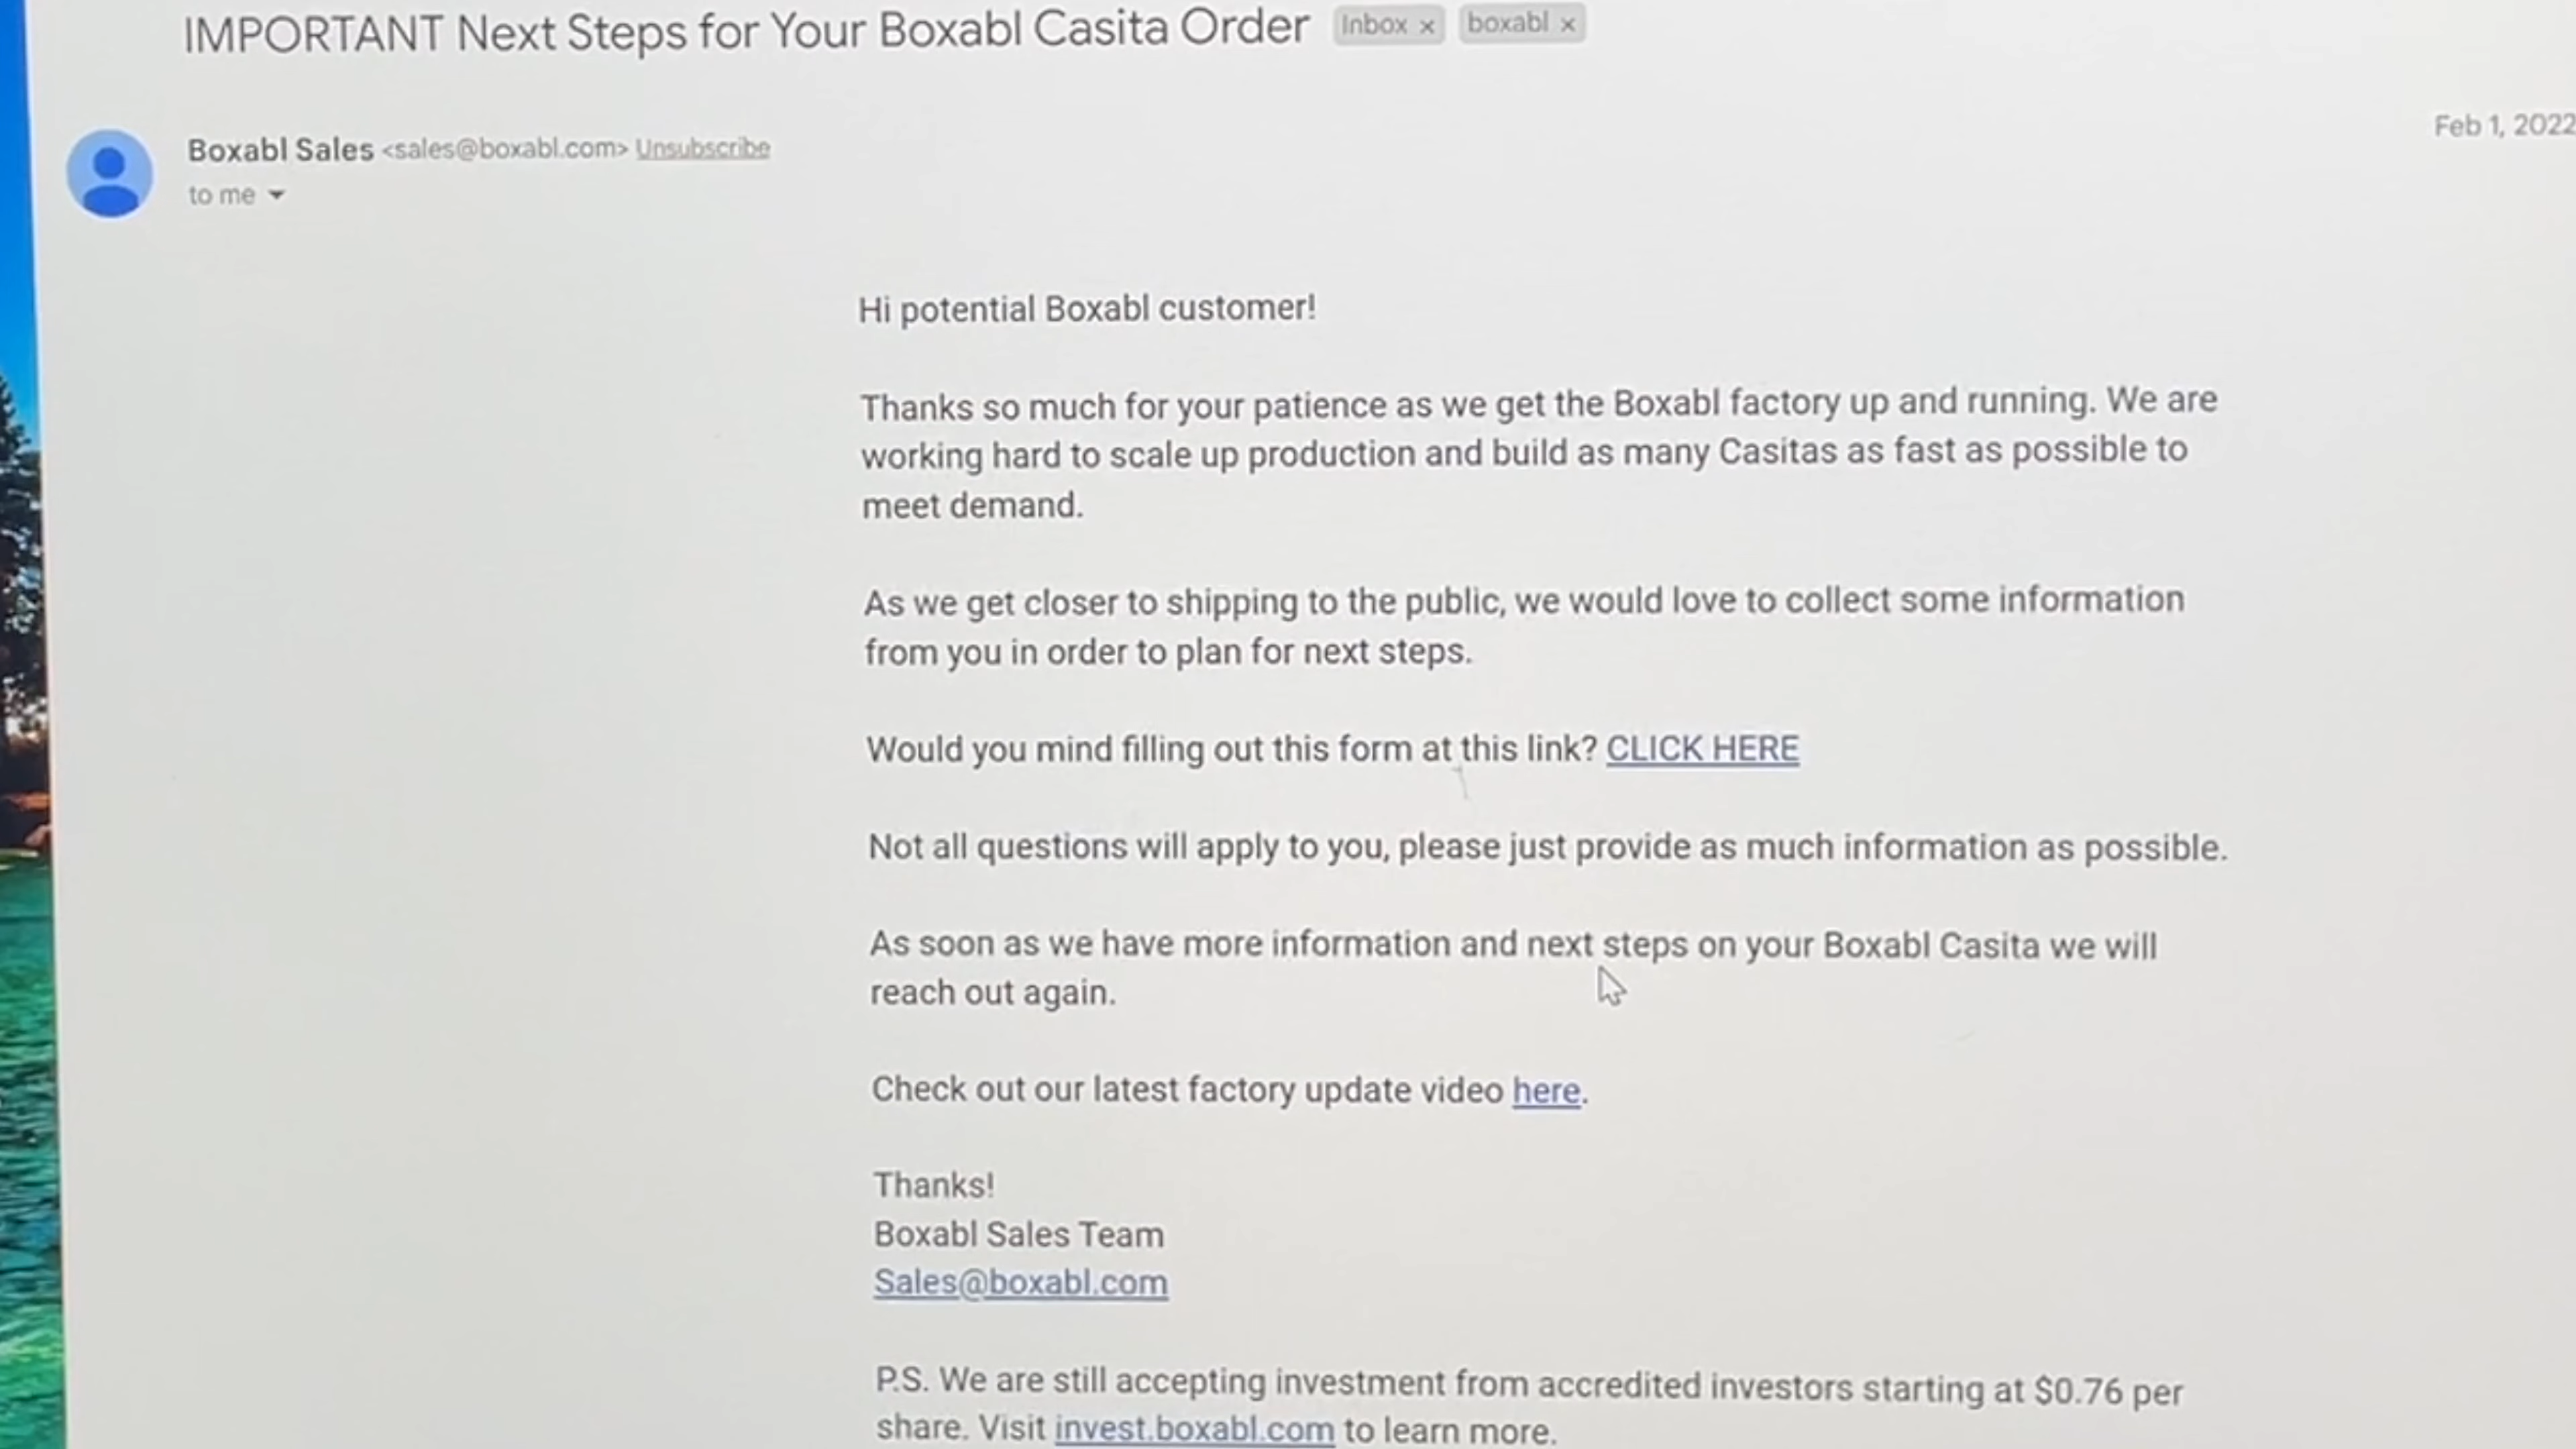 IMPORTANT Next Steps for Your Boxabl Casita Order Inbox x boxabl x
Feb 1, 2022
Boxabl Sales <sales@boxabl.com> Unsubscribe
to me
Hi potential Boxabl customer!
Thanks so much for your patience as we get the Boxabl factory up and running. We are
working hard to scale up production and build as many Casitas as fast as possible to
meet demand.
As we get closer to shipping to the public, we would love to collect some information
from you in order to plan for next steps.
Would you mind filling out this form at this link? CLICK HERE
Not all questions will apply to you, please just provide as much information as possible.
As soon as we have more information and next steps on your Boxabl Casita we will
reach out again.
Check out our latest factory update video here.
Thanks!
Boxabl Sales Team
Sales@boxabl.com
P.S. We are still accepting investment from accredited investors starting at $0.76 per
share. Visit invest.boxabl.com to learn more.